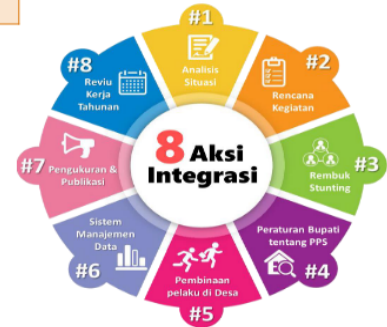 8 Aksi
Integrasi
#1
Analisis
Situasi
#2
Rencana
Kegiatan
#3
Rembuk
Stunting
Peraturan Bupati
tentang PPS
#4
Pembinaan
pelaku di Desa
#5
Sistem
Manajemen
Data
#6
#7
Pengukuran &
Publikasi
#8
Reviu
Kerja
Tahunan